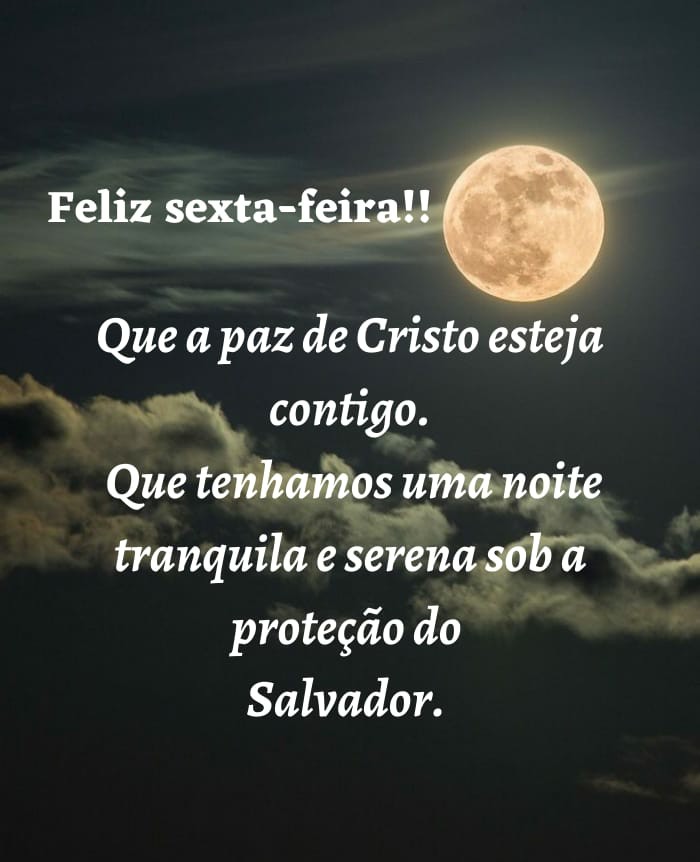 Feliz sexta-feira!!
Que a paz de Cristo esteja
contigo.
Que tenhamos uma noite
tranquila e serena sob a
proteção do
Salvador.